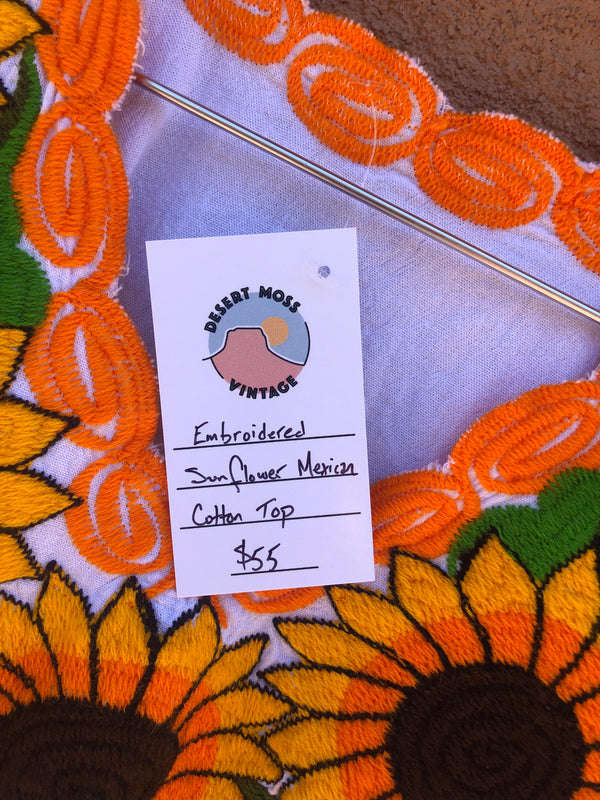 DESERT MOSS
VINTAGE
Embroidered
Sunflower Mexican
Cotton Top
$55